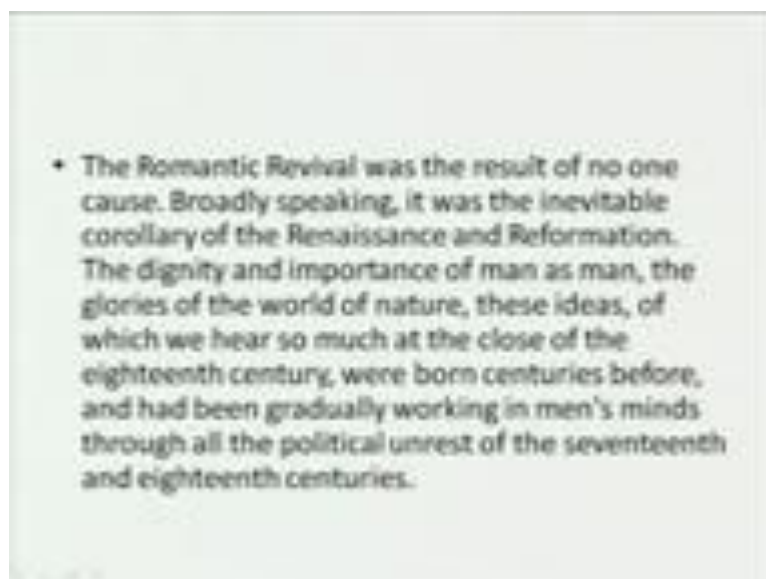 • The Romantic Revival was the result of no one
cause. Broadly speaking, it was the inevitable
corollary of the Renaissance and Reformation.
The dignity and importance of man as man, the
glories of the world of nature, these ideas, of
which we hear so much at the close of the
eighteenth century, were born centuries before,
and had been gradually working in men's minds
through all the political unrest of the seventeenth
and eighteenth centuries.